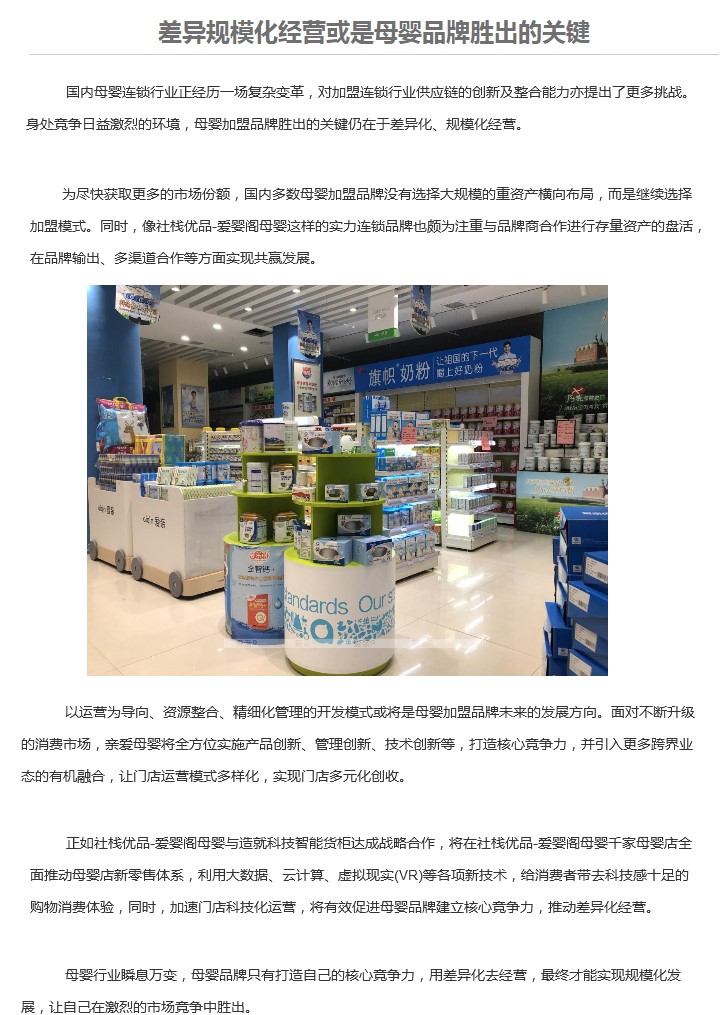 差异规模化经营或是母婴品牌胜出的关键
国内母婴连锁行业正经历一场复杂变革，对加盟连锁行业供应链的创新及整合能力亦提出了更多挑战。
身处竞争日益激烈的环境，母婴加盟品牌胜出的关键仍在于差异化、规模化经营。
为尽快获取更多的市场份额，国内多数母婴加盟品牌没有选择大规模的重资产横向布局，而是继续选择
加盟模式。同时，像社栈优品-爱婴阁母婴这样的实力连锁品牌也颇为注重与品牌商合作进行存量资产的盘活，
在品牌输出、多渠道合作等方面实现共赢发展。
旗帜 奶粉
让祖国的下一代
喝上好奶粉
金智钙
andards Our s
以运营为导向、资源整合、精细化管理的开发模式或将是母婴加盟品牌未来的发展方向。面对不断升级
的消费市场，亲爱母婴将全方位实施产品创新、管理创新、技术创新等，打造核心竞争力，并引入更多跨界业
态的有机融合，让门店运营模式多样化，实现门店多元化创收。
正如社栈优品-爱婴阁母婴与造就科技智能货柜达成战略合作，将在社栈优品-爱婴阁母婴千家母婴店全
面推动母婴店新零售体系，利用大数据、云计算、虚拟现实(VR)等各项新技术，给消费者带去科技感十足的
购物消费体验，同时，加速门店科技化运营，将有效促进母婴品牌建立核心竞争力，推动差异化经营。
母婴行业瞬息万变，母婴品牌只有打造自己的核心竞争力，用差异化去经营，最终才能实现规模化发
展，让自己在激烈的市场竞争中胜出。